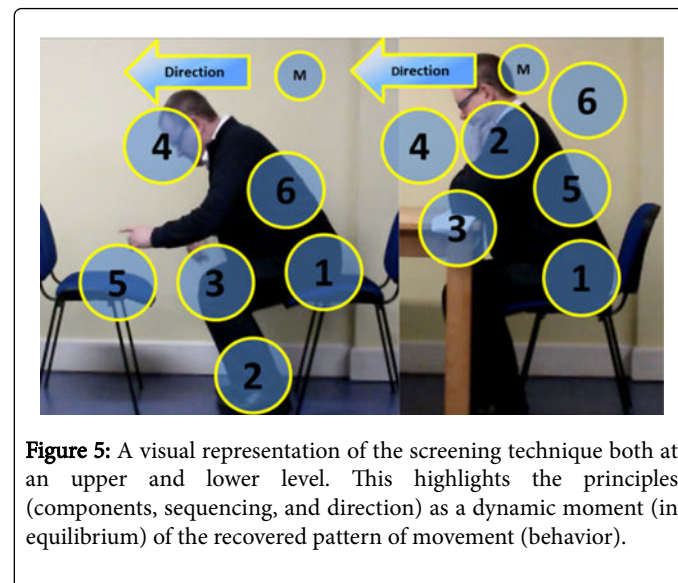 Direction M Direction M
6
4 4 2
6 5
3
5 3 1 1
2
Figure 5: A visual representation of the screening technique both at
an upper and lower level. This highlights the principles
(components, sequencing, and direction) as a dynamic moment (in
equilibrium) of the recovered pattern of movement (behavior).